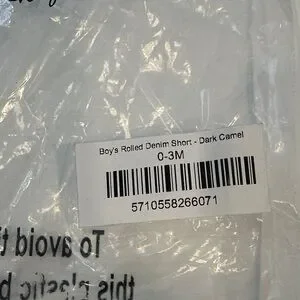 Boy's Rolled Denim Short - Dark Camel
0-3M
5710558266071
To avoid t
this plastic b